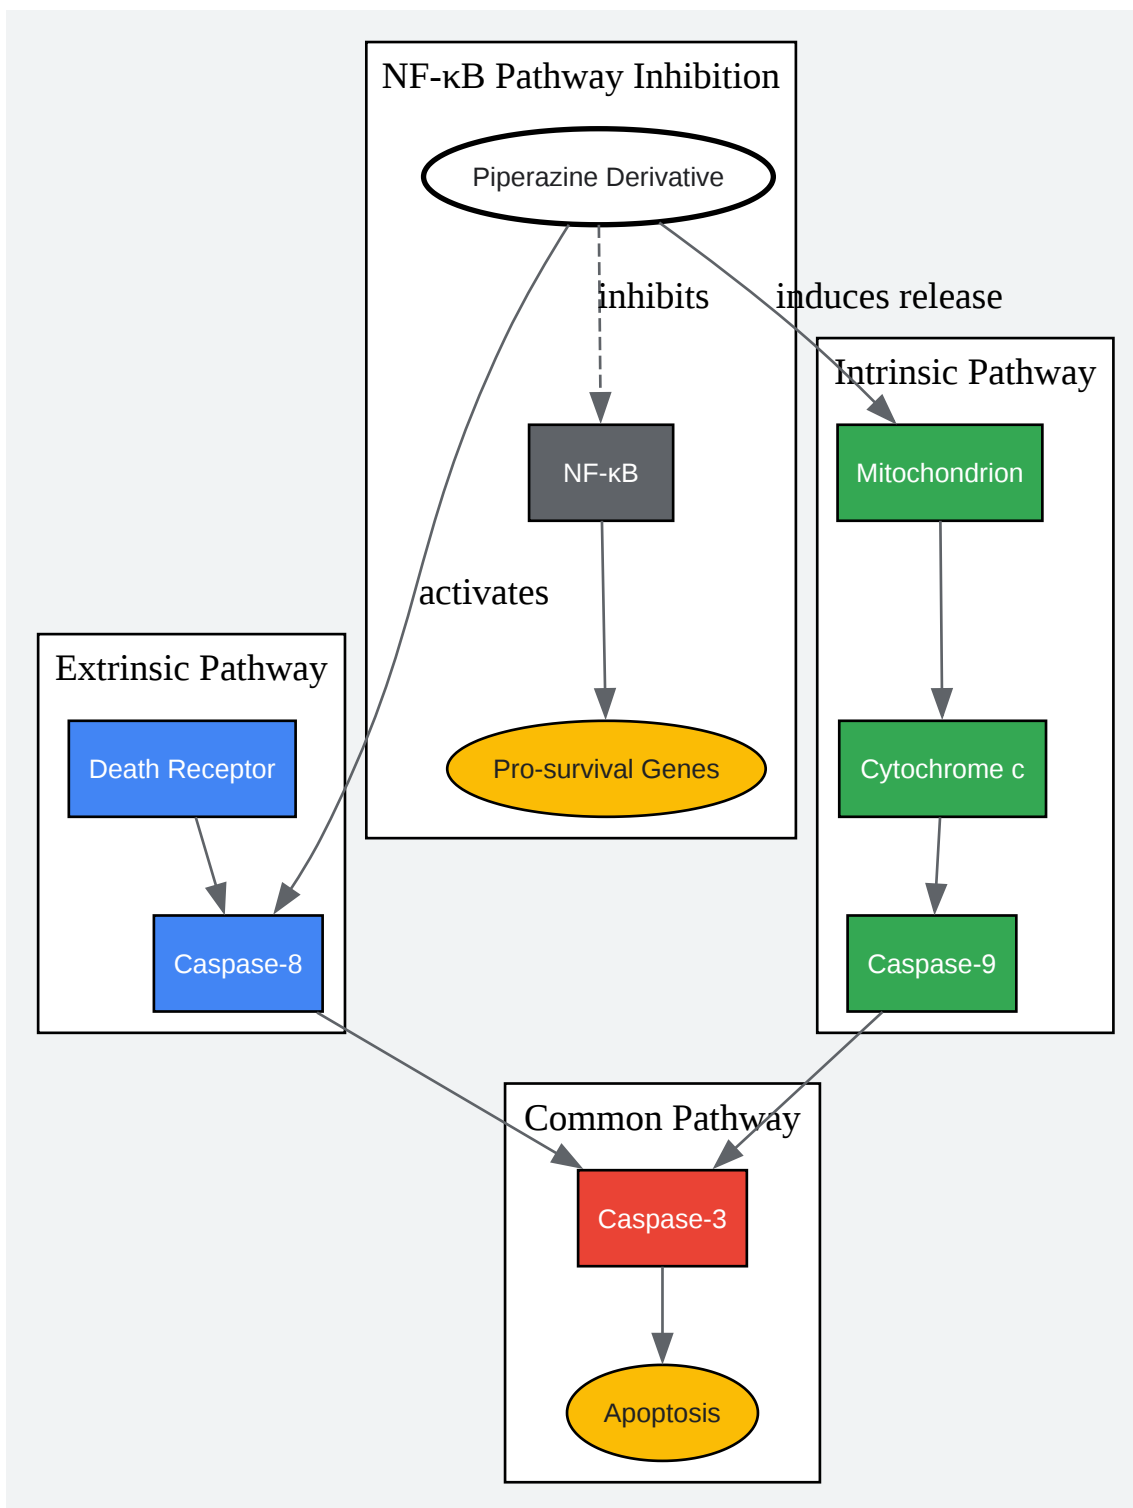 NF-κB Pathway Inhibition
Piperazine Derivative
inhibits
induces release
Intrinsic Pathway
NF-κB
Mitochondrion
activates
Extrinsic Pathway
Death Receptor
Pro-survival Genes
Cytochrome c
Caspase-8
Caspase-9
Common Pathway
Caspase-3
Apoptosis